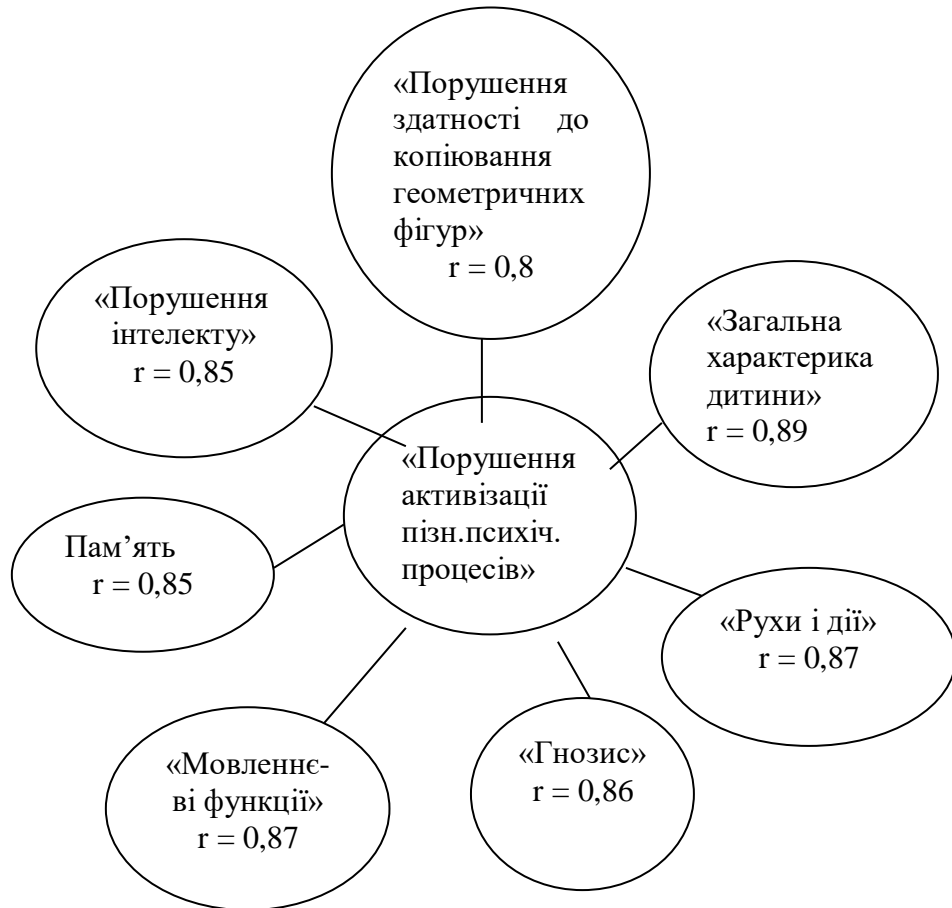 «Порушення
здатності до
копіювання
геометричних
фігур»
r = 0,8
«Порушення
інтелекту»
r = 0,85
«Загальна
характерика
дитини»
r = 0,89
«Порушення
активізації
пізн.психіч.
процесів»
Пам’ять
r = 0,85
«Рухи і дії»
r = 0,87
«Мовленнє-
ві функції»
r = 0,87
«Гнозис»
r = 0,86